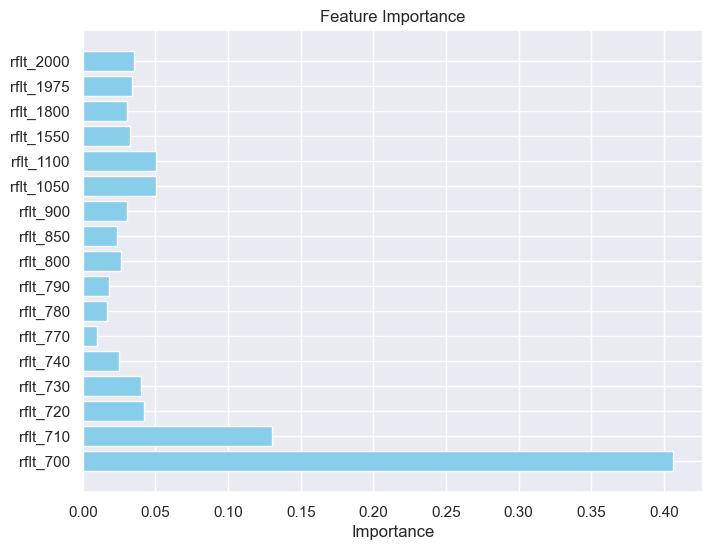 Feature Importance
rflt_2000
rflt_1975
rflt_1800
rflt_1550
rflt_1100
rflt_1050
rflt_900
rflt_850
rflt_800
rflt_790
rflt_780
rflt_770
rflt_740
rflt_730
rflt_720
rflt_710
rflt_700
0.00 0.05 0.10 0.15 0.20 0.25 0.30 0.35 0.40
Importance